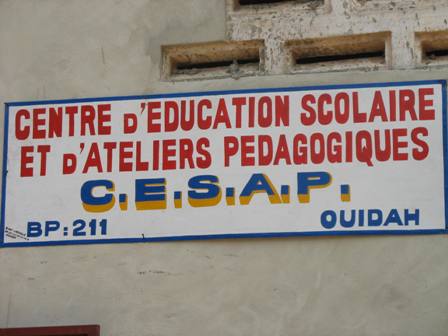 CENTRE D'EDUCATION SCOLAIRE
ET D'ATELIERS PEDAGOGIQUES
C.E.S.A.P.
BP:211 OUIDAH